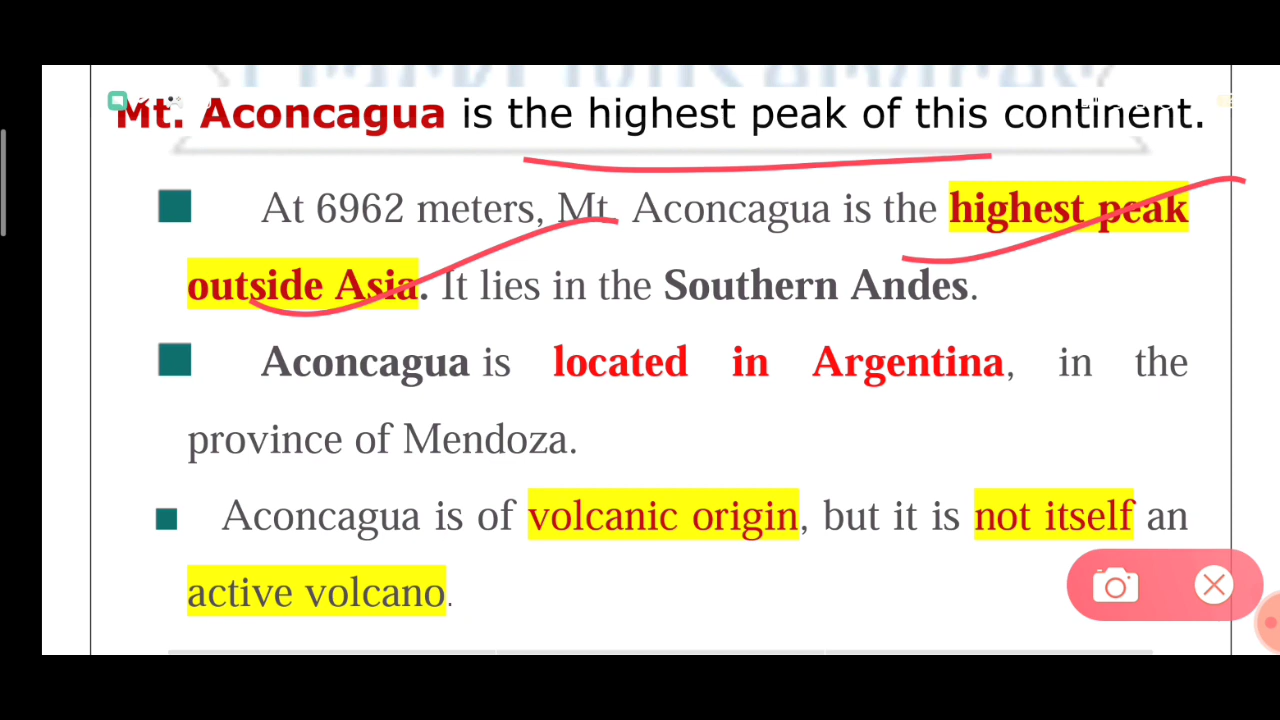 Mt. Aconcagua is the highest peak of this continent.
At 6962 meters, Mt. Aconcagua is the highest peak
outside Asia. It lies in the Southern Andes.
Aconcagua is located in Argentina, in the
province of Mendoza.
Aconcagua is of volcanic origin, but it is not itself an
active volcano.